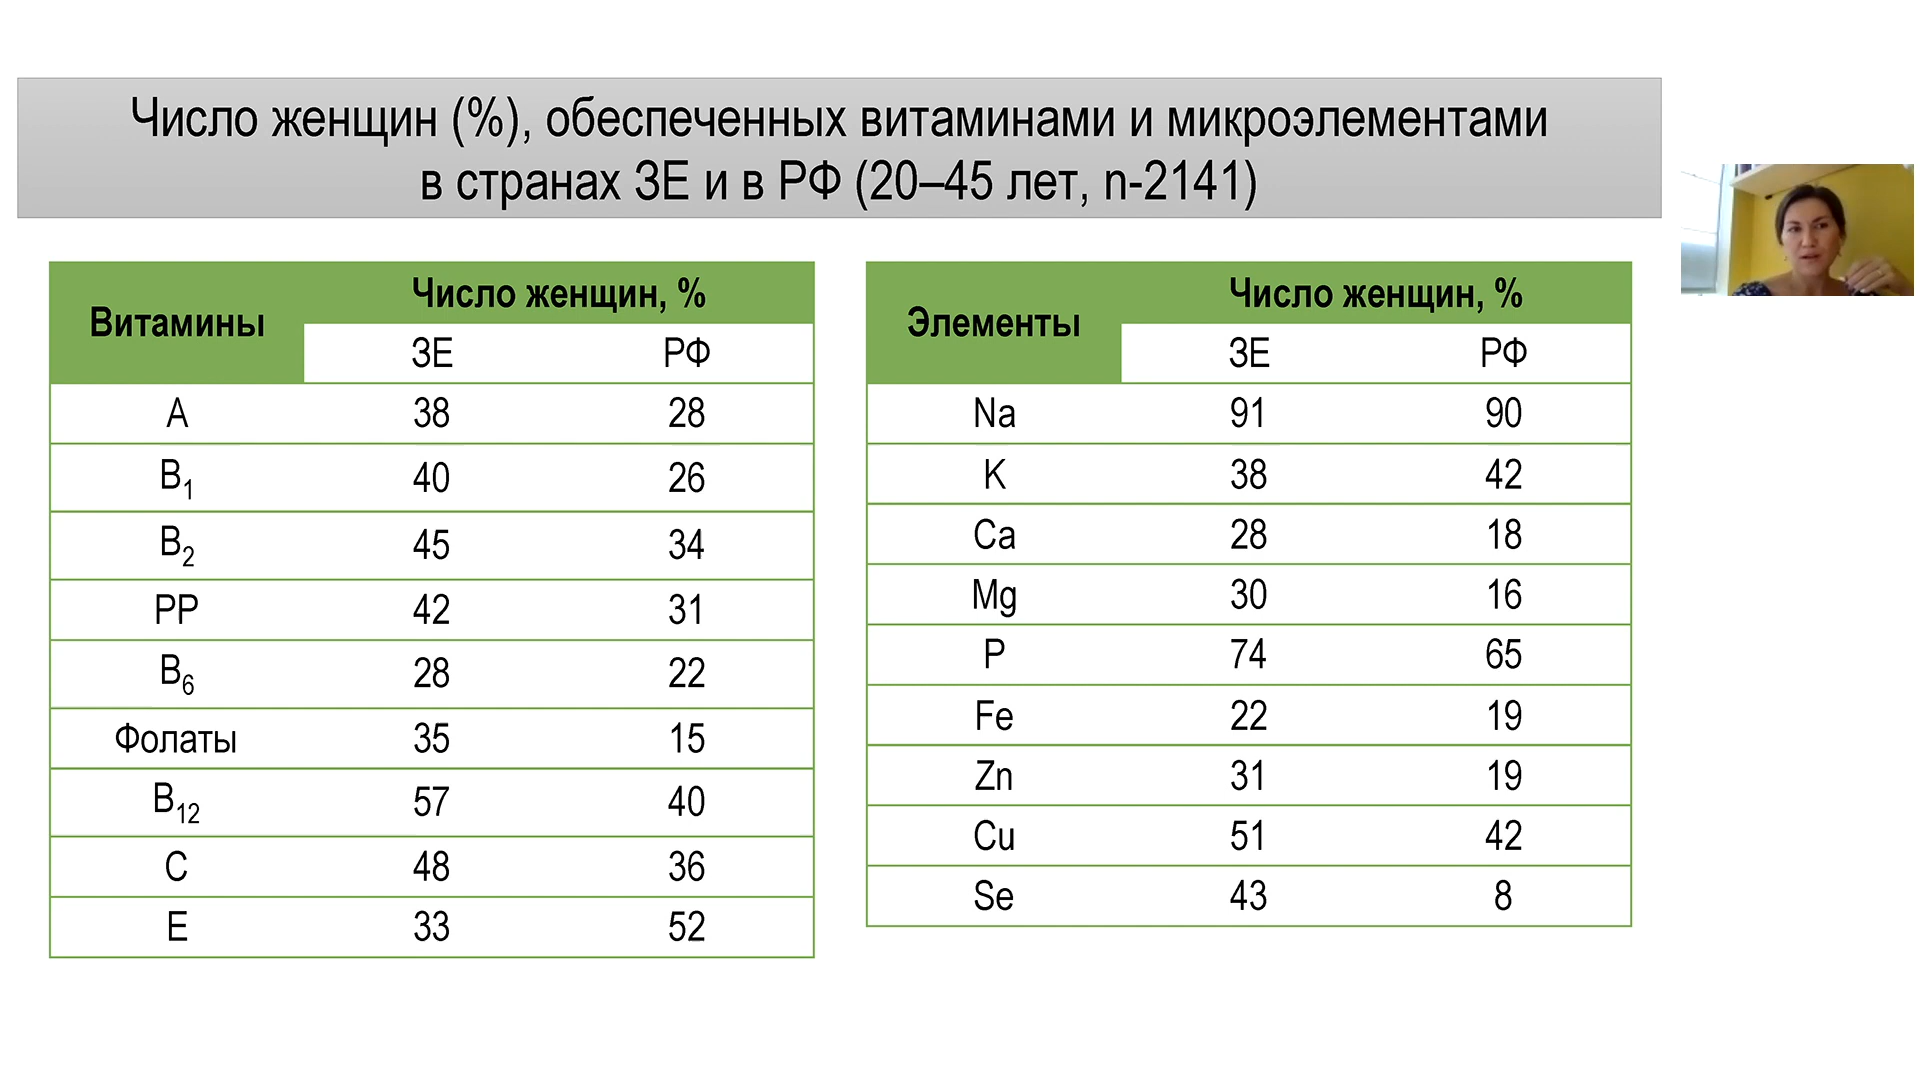 Число женщин (%), обеспеченных витаминами и микроэлементами
в странах ЗЕ и в РФ (20–45 лет, n-2141)
Витамины Число женщин, %
ЗЕ РФ
A 38 28
B1 40 26
B2 45 34
PP 42 31
B6 28 22
Фолаты 35 15
B12 57 40
C 48 36
E 33 52
Элементы Число женщин, %
ЗЕ РФ
Na 91 90
K 38 42
Ca 28 18
Mg 30 16
P 74 65
Fe 22 19
Zn 31 19
Cu 51 42
Se 43 8